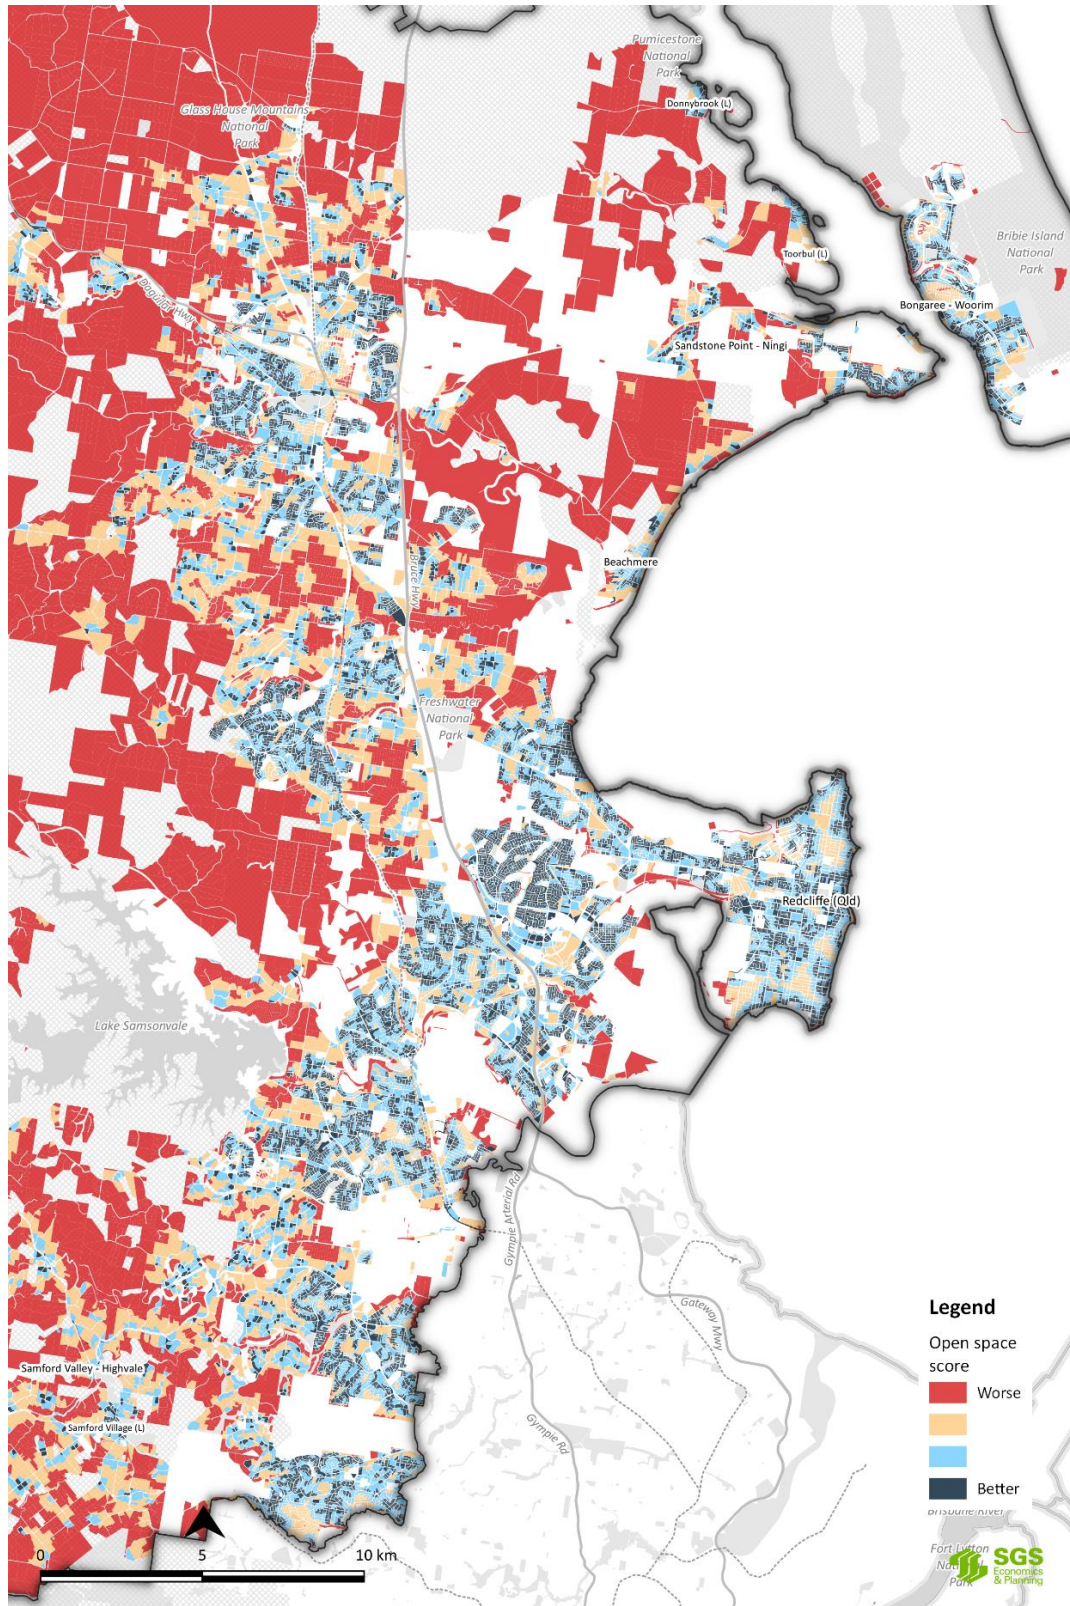 Pumicestone
National
Park
Donnybrook (L)
Glass House Mountains
National
Park
Toorbul (L)
Bribie Island
National
Park
Bongaree - Woorim
Daguilar Hwy
Sandstone Point - Ningi
Bruce Hwy
Beachmere
Freshwater
National
Park
Redcliffe (Qld)
Lake Samsonvale
Gympie Arterial Rd
Gateway Mwy
Samford Valley - Highvale
Samford Village (L)
Gympie Rd
Legend
Open space
score
Worse
Better
Brisbane River
Fort Lytton
National
Park
0
5
10 km
SGS
Economics
& Planning